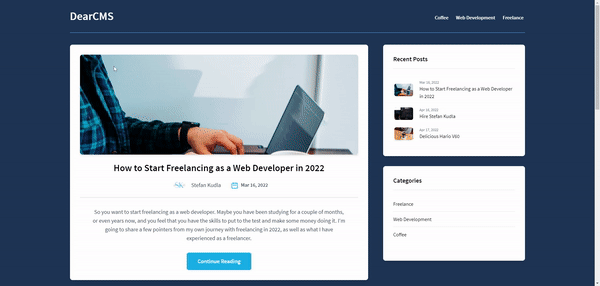 DearCMS
Coffee Web Development Freelance
How to Start Freelancing as a Web Developer in 2022
Stefan Kudla Mar 16, 2022
So you want to start freelancing as a web developer. Maybe you have been studying for a couple of months,
or even years now, and you feel that you have the skills to put to the test and make some money doing it. I'm
going to share a few pointers from my own journey with freelancing in 2022, as well as what I have
experienced as a freelancer.
Continue Reading
Recent Posts
Mar 16, 2022
How to Start Freelancing as a Web Developer
in 2022
Apr 16, 2022
Hire Stefan Kudla
Apr 17, 2022
Delicious Hario V60
Categories
Freelance
Web Development
Coffee